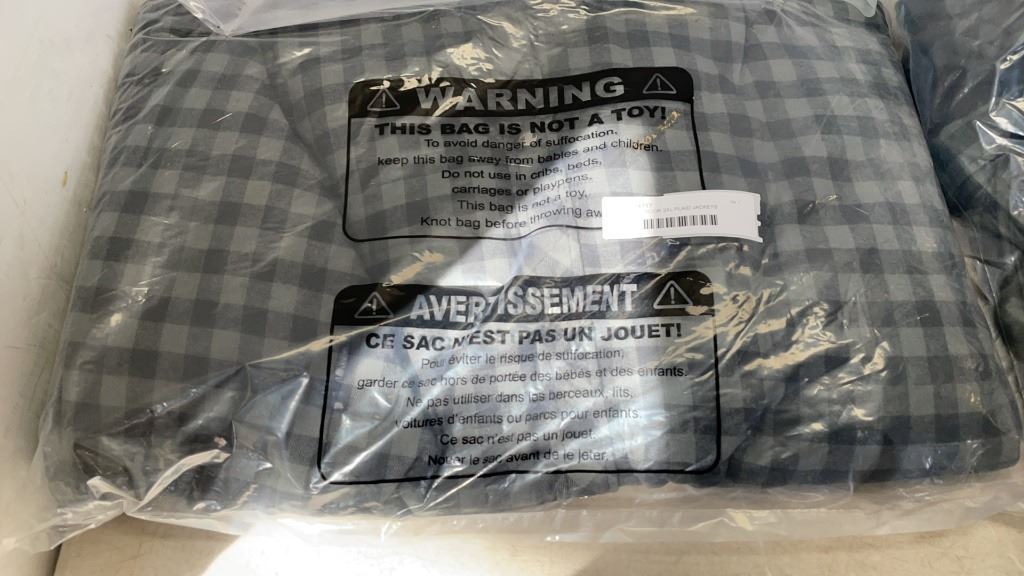 WARNING
THIS BAG IS NOT A TOY!
To avoid danger of suffocation,
keep this bag away from babies and children.
Do not use in cribs, beds,
carriages or playpens.
This bag is not a toy.
Knot bag before throwing aw
PLAID JACKETS
AVERTISSEMENT
CE SAC N'EST PAS UN JOUET!
Pour éviter le risque de suffocation,
garder ce sac hors de portée des bébés et des enfants.
Ne pas utiliser dans les berceaux, lits,
voitures d'enfants ou parcs pour enfants.
Ce sac n'est pas un jouet.
Nouer le sac avant de le jeter.